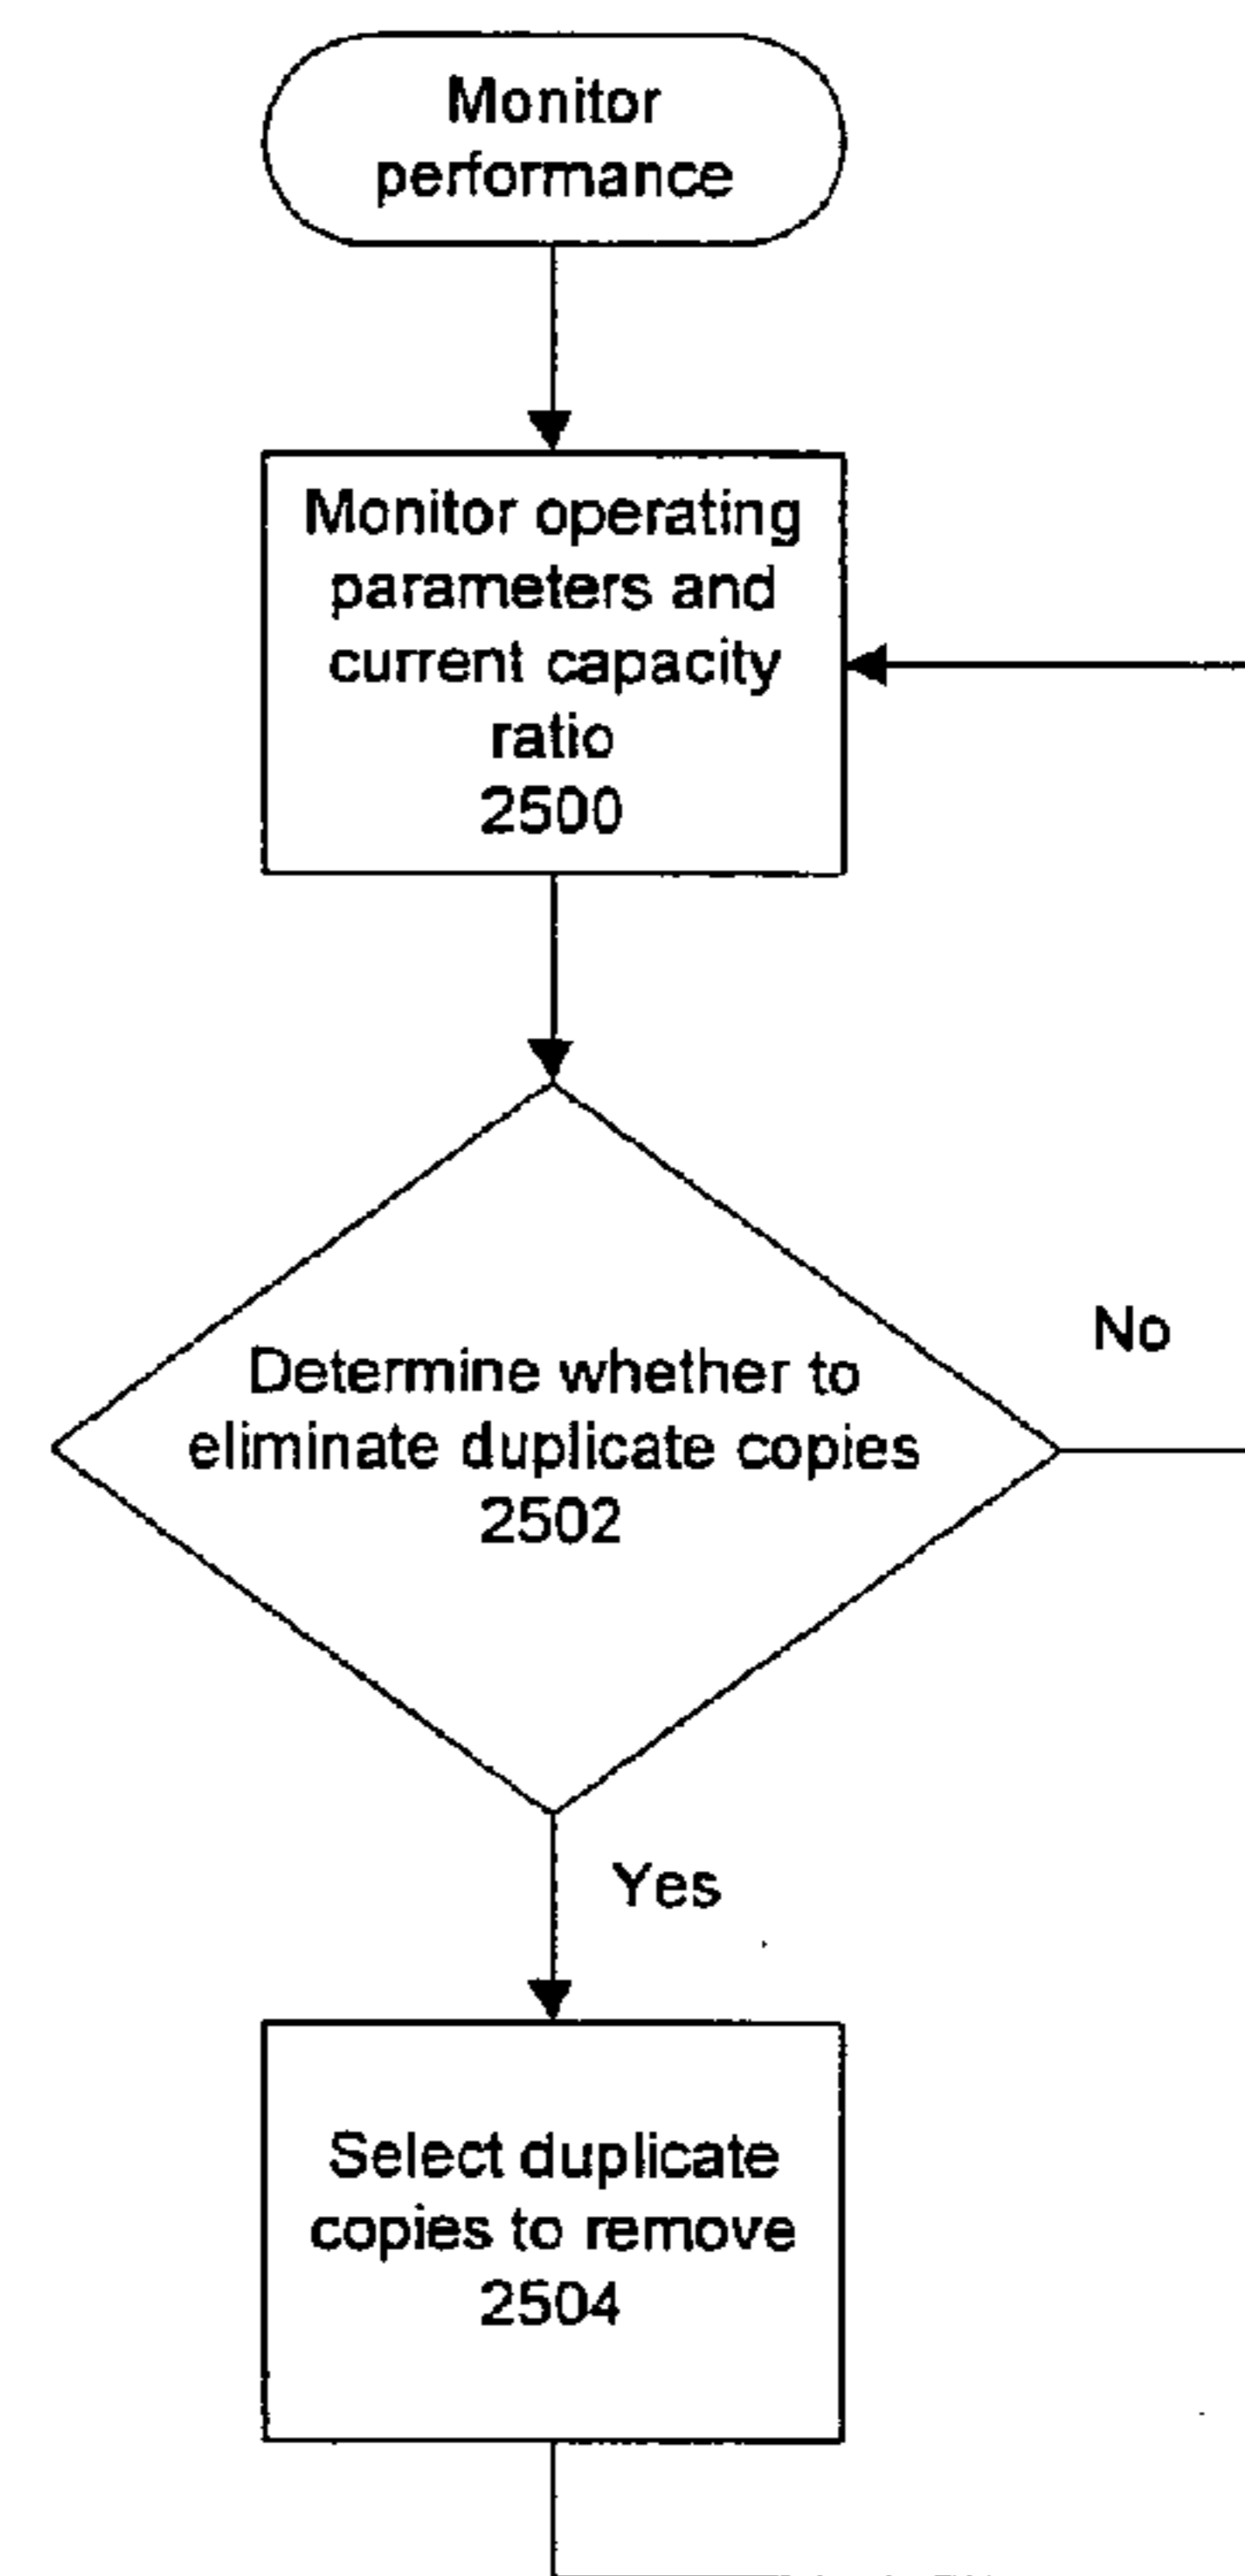 Monitor
performance
Monitor operating
parameters and
current capacity
ratio
2500
Determine whether to
eliminate duplicate copies
2502
No
Yes
Select duplicate
copies to remove
2504